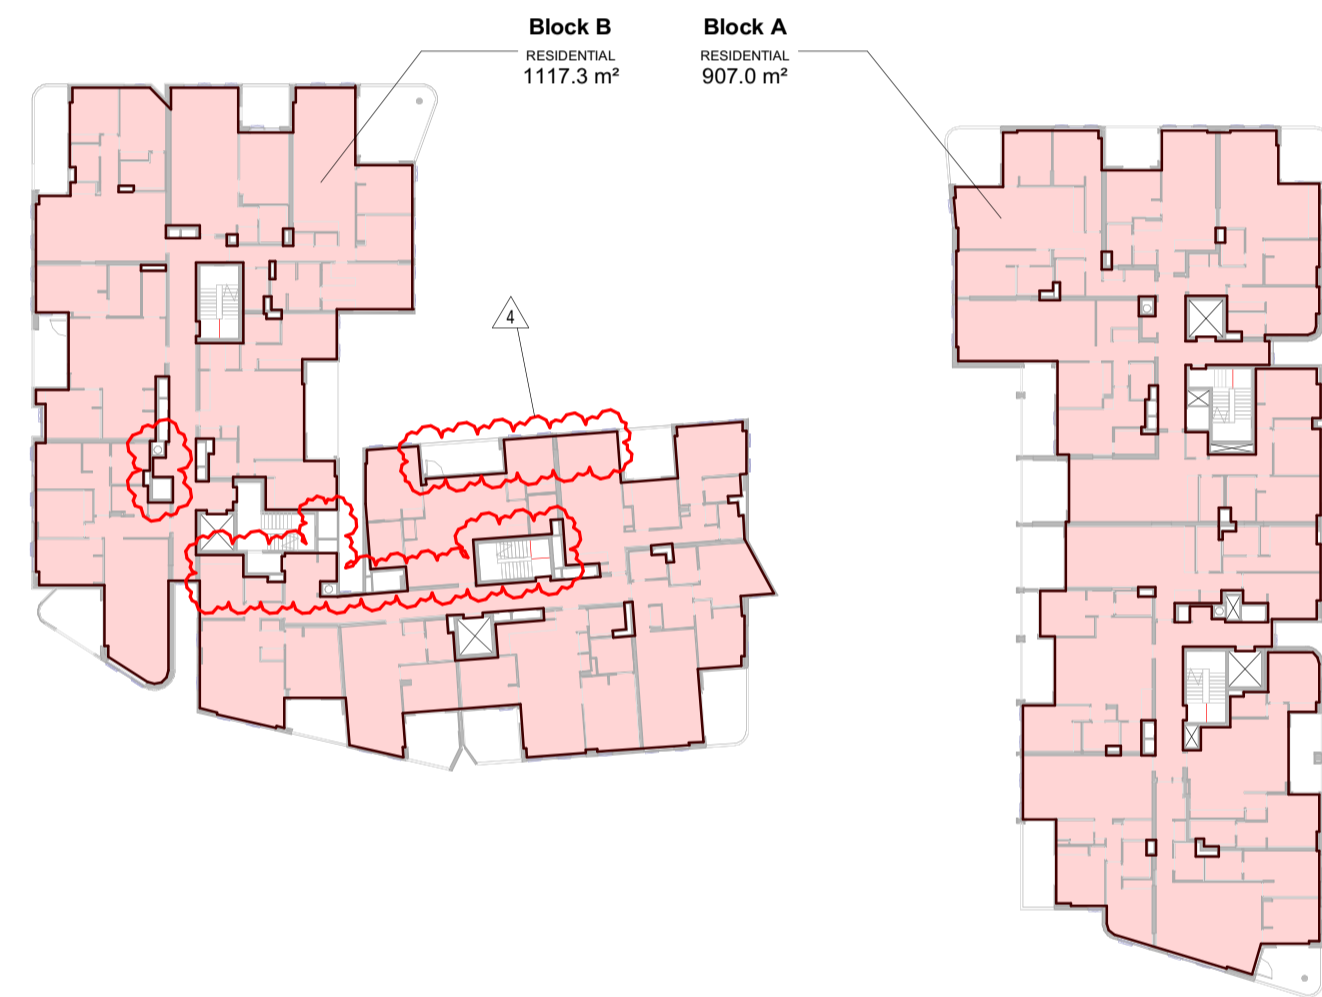 Block B
RESIDENTIAL
1117.3 m²
Block A
RESIDENTIAL
907.0 m²
4